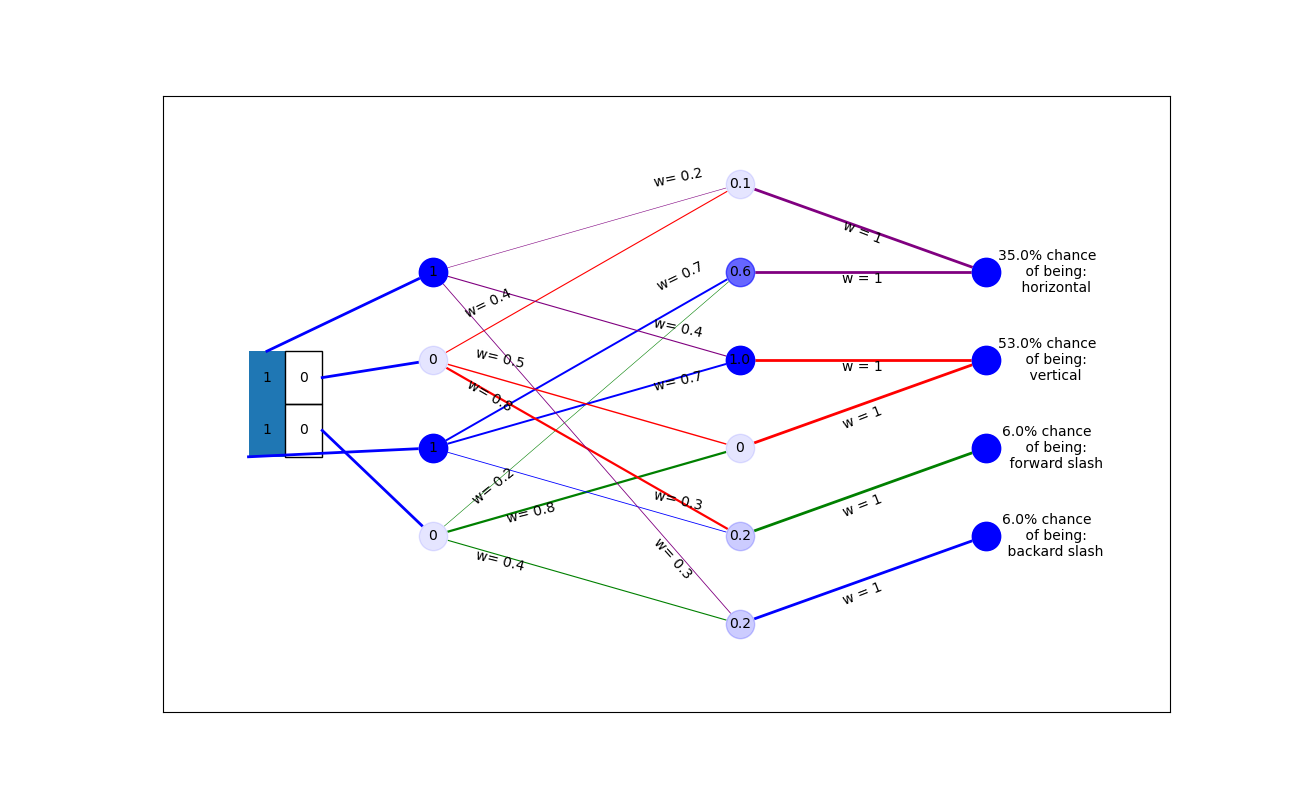 w= 0.2
0.1
w = 1
35.0% chance
of being:
horizontal
1
w= 0.7
0.6
w = 1
w= 0.4
w= 0.4
53.0% chance
of being:
vertical
0
w= 0.5
1.0
w = 1
1
0
w= 0.8
w= 0.7
w = 1
1
0
1
0
6.0% chance
of being:
forward slash
w= 0.2
w= 0.8
w= 0.3
w = 1
0
w= 0.4
w= 0.3
0.2
6.0% chance
of being:
backard slash
w = 1
0.2